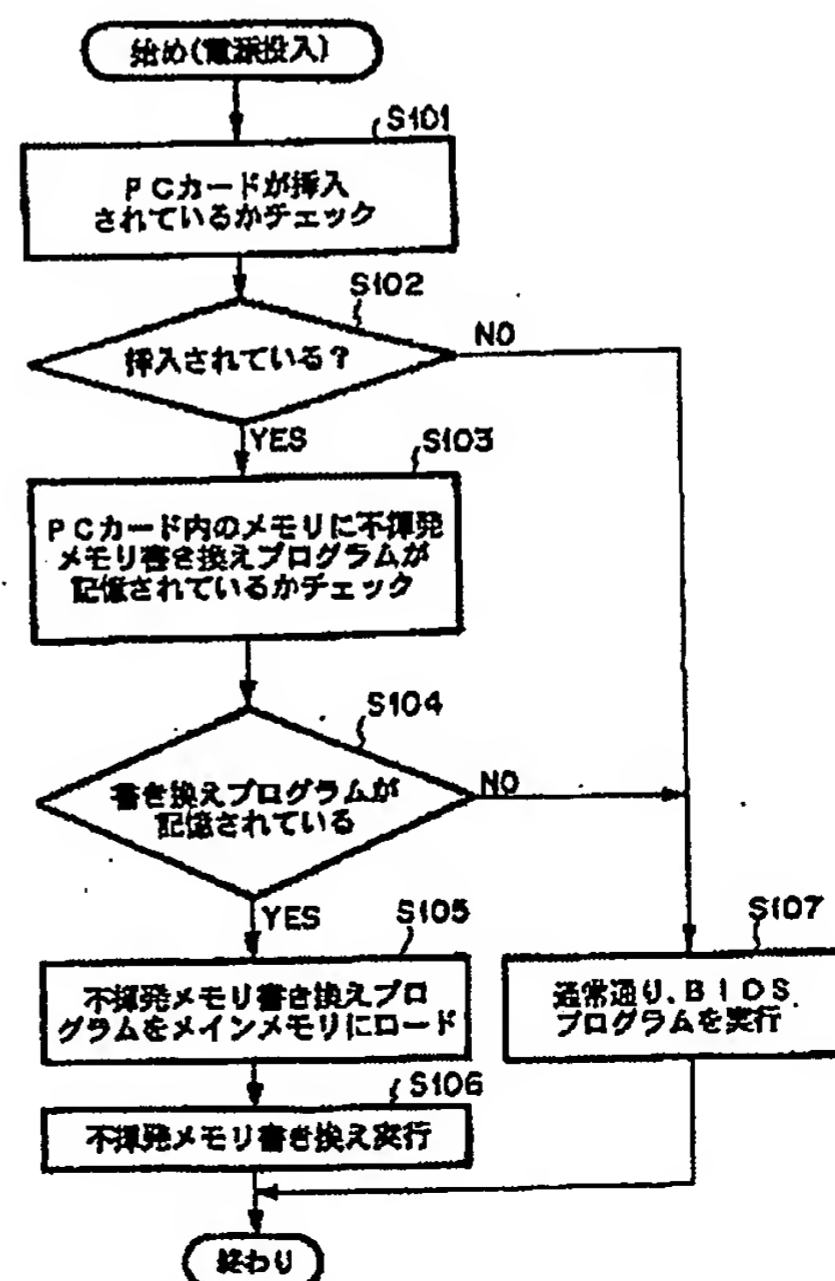 始め(電源投入)
S101
PCカードが挿入
されているかチェック
S102
挿入されている?
NO
YES
S103
PCカード内のメモリに不揮発
メモリ書き換えプログラムが
記憶されているかチェック
S104
書き換えプログラムが
記憶されている
NO
YES
S105
不揮発メモリ書き換えプロ
グラムをメインメモリにロード
S107
通常通り、BIOS
プログラムを実行
S106
不揮発メモリ書き換え実行
終わり